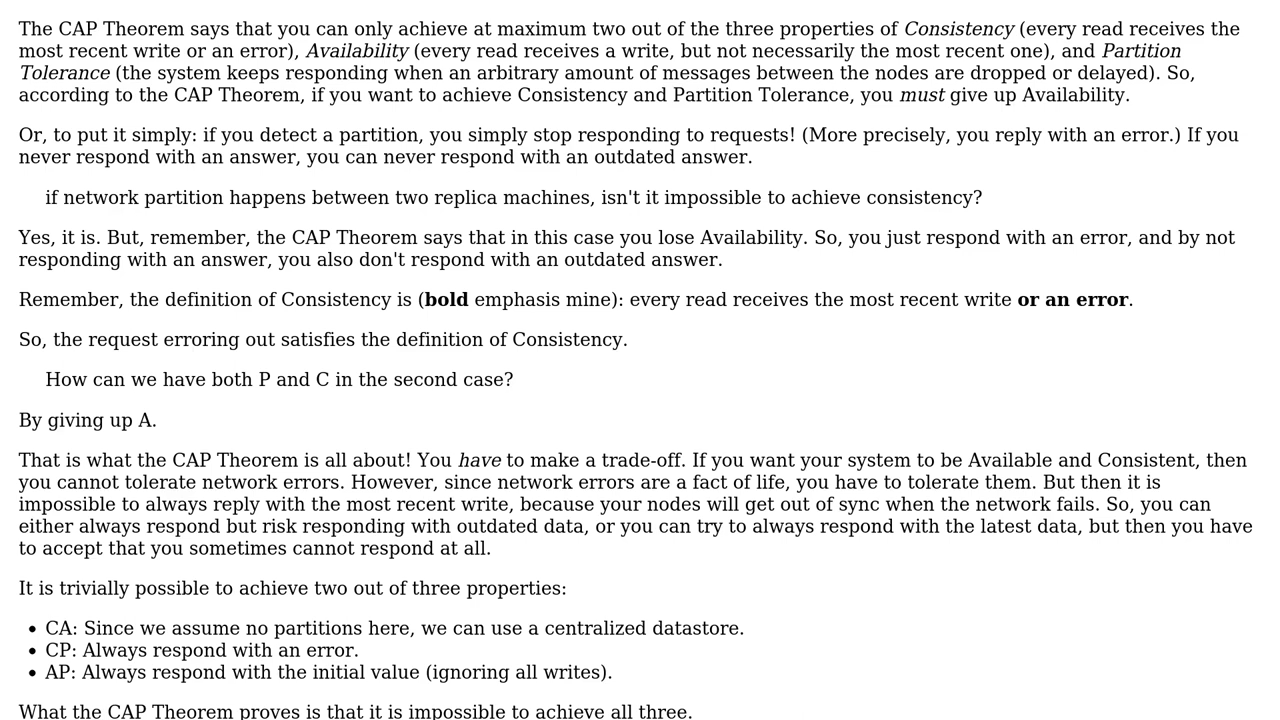 The CAP Theorem says that you can only achieve at maximum two out of the three properties of Consistency (every read receives the
most recent write or an error), Availability (every read receives a write, but not necessarily the most recent one), and Partition
Tolerance (the system keeps responding when an arbitrary amount of messages between the nodes are dropped or delayed). So,
according to the CAP Theorem, if you want to achieve Consistency and Partition Tolerance, you must give up Availability.
Or, to put it simply: if you detect a partition, you simply stop responding to requests! (More precisely, you reply with an error.) If you
never respond with an answer, you can never respond with an outdated answer.
if network partition happens between two replica machines, isn't it impossible to achieve consistency?
Yes, it is. But, remember, the CAP Theorem says that in this case you lose Availability. So, you just respond with an error, and by not
responding with an answer, you also don't respond with an outdated answer.
Remember, the definition of Consistency is (bold emphasis mine): every read receives the most recent write or an error.
So, the request erroring out satisfies the definition of Consistency.
How can we have both P and C in the second case?
By giving up A.
That is what the CAP Theorem is all about! You have to make a trade-off. If you want your system to be Available and Consistent, then
you cannot tolerate network errors. However, since network errors are a fact of life, you have to tolerate them. But then it is
impossible to always reply with the most recent write, because your nodes will get out of sync when the network fails. So, you can
either always respond but risk responding with outdated data, or you can try to always respond with the latest data, but then you have
to accept that you sometimes cannot respond at all.
It is trivially possible to achieve two out of three properties:
• CA: Since we assume no partitions here, we can use a centralized datastore.
• CP: Always respond with an error.
• AP: Always respond with the initial value (ignoring all writes).
What the CAP Theorem proves is that it is impossible to achieve all three.